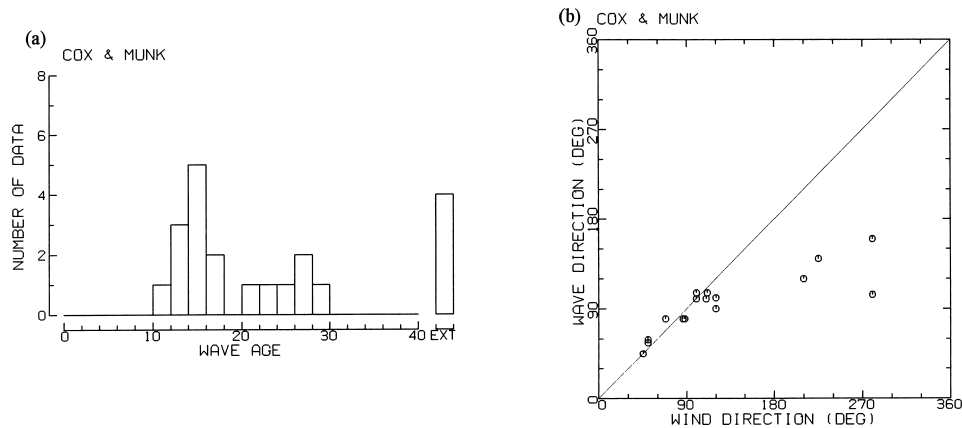 (a)
COX & MUNK
8
6
4
2
0
NUMBER OF DATA
0 10 20 30 40 EXT
WAVE AGE
(b) COX & MUNK
360
270
180
90
0
WAVE DIRECTION (DEG)
0 90 180 270 360
WIND DIRECTION (DEG)